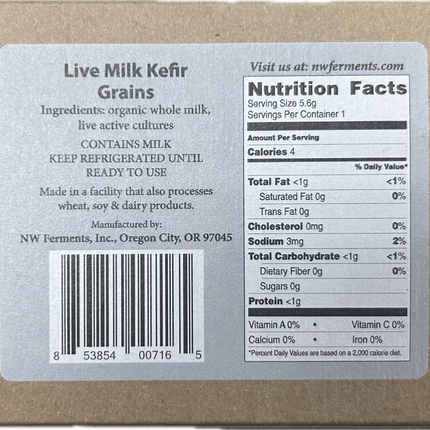 Live Milk Kefir
Grains
Ingredients: organic whole milk,
live active cultures
CONTAINS MILK
KEEP REFRIGERATED UNTIL
READY TO USE
Made in a facility that also processes
wheat, soy & dairy products.
Manufactured by:
NW Ferments, Inc., Oregon City, OR 97045
8 53854 00716 5
Visit us at: nwferments.com
Nutrition Facts
Serving Size 5.6g
Servings Per Container 1
Amount Per Serving
Calories 4
% Daily Value*
Total Fat <1g <1%
Saturated Fat 0g 0%
Trans Fat 0g
Cholesterol 0mg 0%
Sodium 3mg 2%
Total Carbohydrate <1g <1%
Dietary Fiber 0g 0%
Sugars 0g
Protein <1g
Vitamin A 0% • Vitamin C 0%
Calcium 0% • Iron 0%
*Percent Daily Values are based on a 2,000 calorie diet.